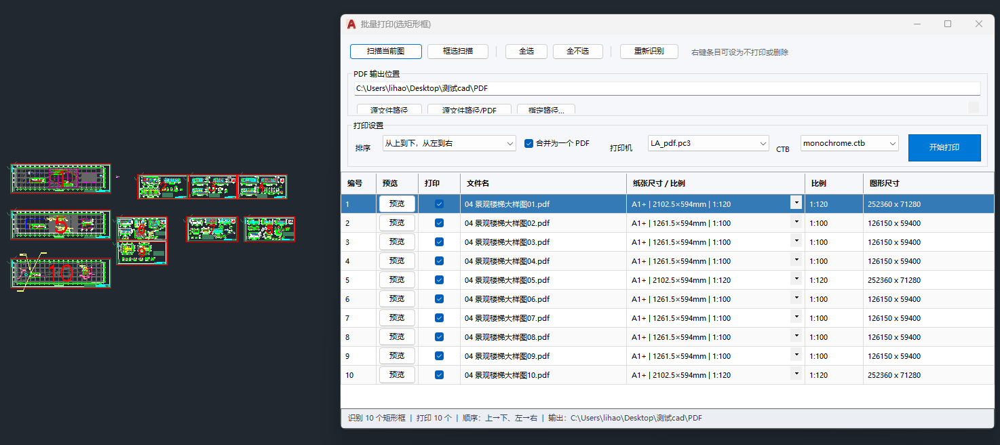 批量打印(选矩形框)
扫描当前图 框选扫描 全选 全不选 重新识别 右键条目可设为不打印或删除
PDF 输出位置
C:\Users\lihao\Desktop\测试cad\PDF
源文件路径 源文件路径/PDF 指定路径...
打印设置
排序 从上到下，从左到右 合并为一个 PDF 打印机 LA_pdf.pc3 CTB monochrome.ctb 开始打印
编号 预览 打印 文件名 纸张尺寸 / 比例 比例 图形尺寸
1 预览 04 景观楼梯大样图01.pdf A1+ | 2102.5×594mm | 1:120 1:120 252360 x 71280
2 预览 04 景观楼梯大样图02.pdf A1+ | 1261.5×594mm | 1:100 1:100 126150 x 59400
3 预览 04 景观楼梯大样图03.pdf A1+ | 1261.5×594mm | 1:100 1:100 126150 x 59400
4 预览 04 景观楼梯大样图04.pdf A1+ | 1261.5×594mm | 1:100 1:100 126150 x 59400
5 预览 04 景观楼梯大样图05.pdf A1+ | 2102.5×594mm | 1:120 1:120 252360 x 71280
6 预览 04 景观楼梯大样图06.pdf A1+ | 1261.5×594mm | 1:100 1:100 126150 x 59400
7 预览 04 景观楼梯大样图07.pdf A1+ | 1261.5×594mm | 1:100 1:100 126150 x 59400
8 预览 04 景观楼梯大样图08.pdf A1+ | 1261.5×594mm | 1:100 1:100 126150 x 59400
9 预览 04 景观楼梯大样图09.pdf A1+ | 1261.5×594mm | 1:100 1:100 126150 x 59400
10 预览 04 景观楼梯大样图10.pdf A1+ | 2102.5×594mm | 1:120 1:120 252360 x 71280
识别 10 个矩形框 | 打印 10 个 | 顺序：上→下、左→右 | 输出：C:\Users\lihao\Desktop\测试cad\PDF
1
5
10